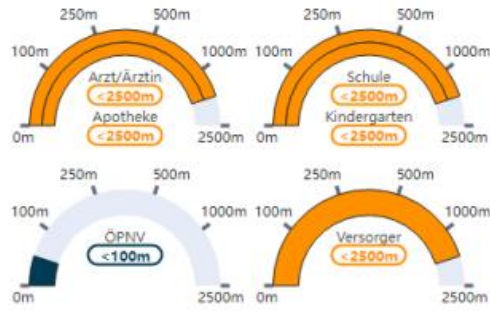 250m 500m
100m 1000m
Arzt/Ärztin
<2500m
Apotheke
<2500m
0m 2500m
250m 500m
100m 1000m
Schule
<2500m
Kindergarten
<2500m
0m 2500m
250m 500m
100m 1000m
ÖPNV
<100m
0m 2500m
250m 500m
100m 1000m
Versorger
<2500m
0m 2500m